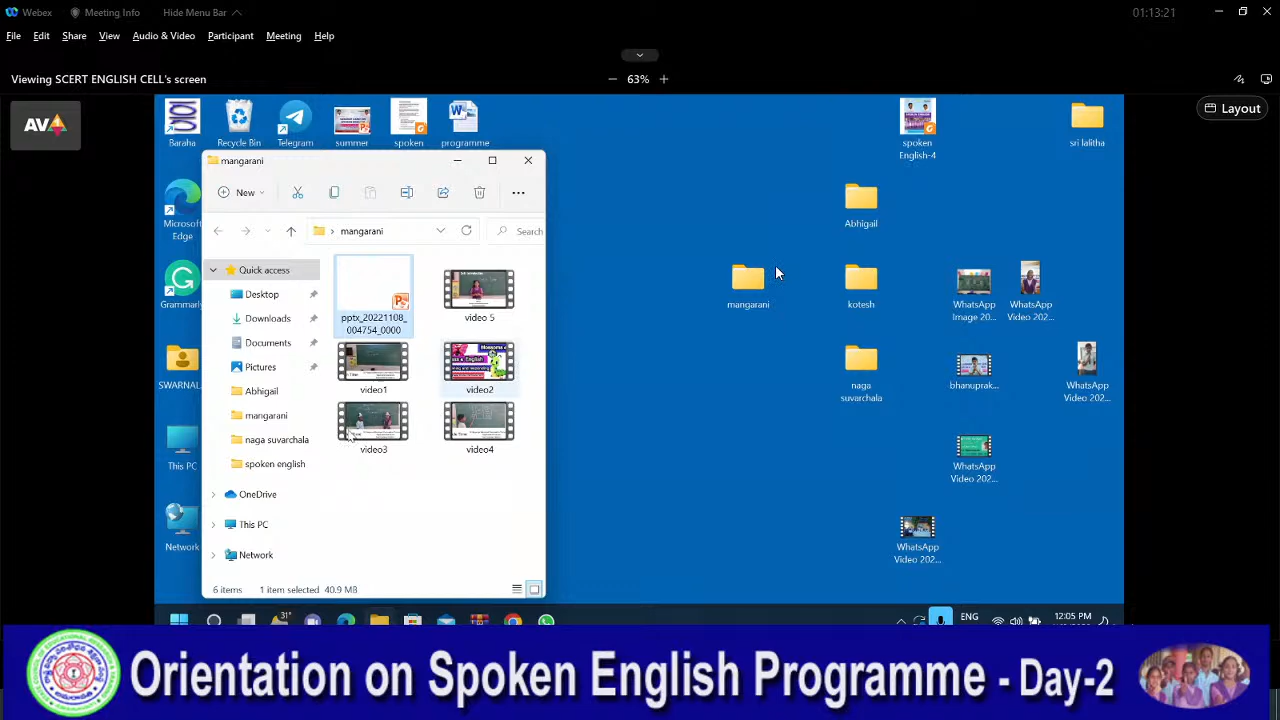 Webex
Meeting Info
Hide Menu Bar
01:13:21
File
Edit
Share
View
Audio & Video
Participant
Meeting
Help
Viewing SCERT ENGLISH CELL's screen
63%
Layout
Baraha
Recycle Bin
Telegram
summer
spoken
programme
spoken
English-4
sri lalitha
mangarani
New
mangarani
Search
Microsoft
Edge
Grammarly
SWARNAL
This PC
Network
Quick access
Desktop
Downloads
Documents
Pictures
Abhigail
mangarani
naga suvarchala
spoken english
OneDrive
This PC
Network
pptx_20221108_
004754_0000
video 5
video1
video2
video3
video4
6 items
1 item selected
40.9 MB
Abhigail
mangarani
kotesh
WhatsApp
Image 20...
WhatsApp
Video 202...
naga
suvarchala
bhanuprak...
WhatsApp
Video 202...
WhatsApp
Video 202...
WhatsApp
Video 202...
31°
ENG
12:05 PM
Orientation on Spoken English Programme - Day-2